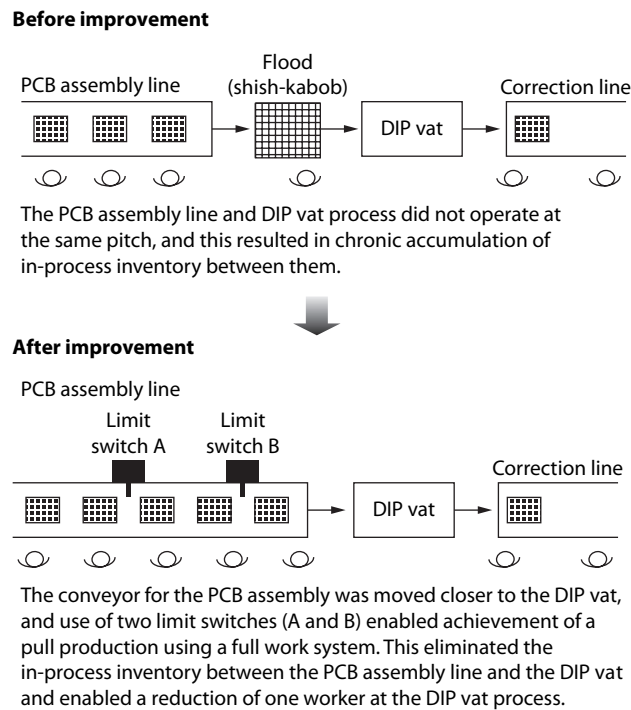 Before improvement
Flood
PCB assembly line
(shish-kabob)
Correction line
DIP vat
The PCB assembly line and DIP vat process did not operate at
the same pitch, and this resulted in chronic accumulation of
in-process inventory between them.
After improvement
PCB assembly line
Limit
switch A
Limit
switch B
Correction line
DIP vat
The conveyor for the PCB assembly was moved closer to the DIP vat,
and use of two limit switches (A and B) enabled achievement of a
pull production using a full work system. This eliminated the
in-process inventory between the PCB assembly line and the DIP vat
and enabled a reduction of one worker at the DIP vat process.